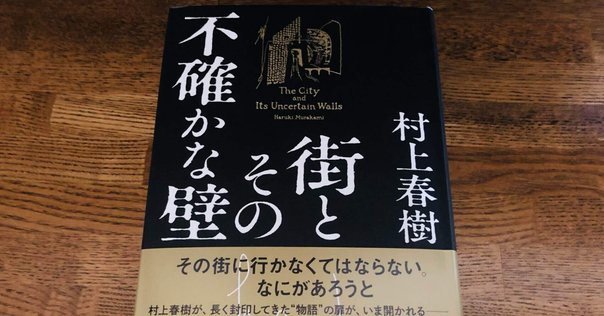 The City
and
Its Uncertain Walls
Haruki Murakami
村上春樹
街と
その
不確かな
壁
その街に行かなくてはならない。
なにがあろうと
村上春樹が、長く封印してきた“物語”の扉が、いま開かれる——